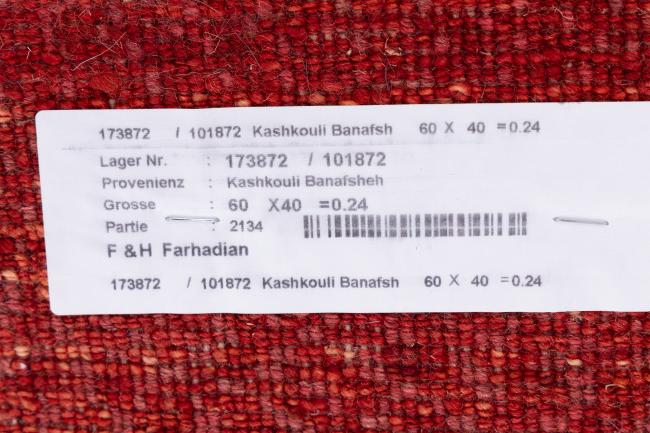 173872 / 101872 Kashkouli Banafsh 60 X 40 =0.24
Lager Nr. : 173872 / 101872
Provenienz : Kashkouli Banafsheh
Grosse : 60 X40 =0.24
Partie : 2134
F &H Farhadian
173872 / 101872 Kashkouli Banafsh 60 X 40 =0.24